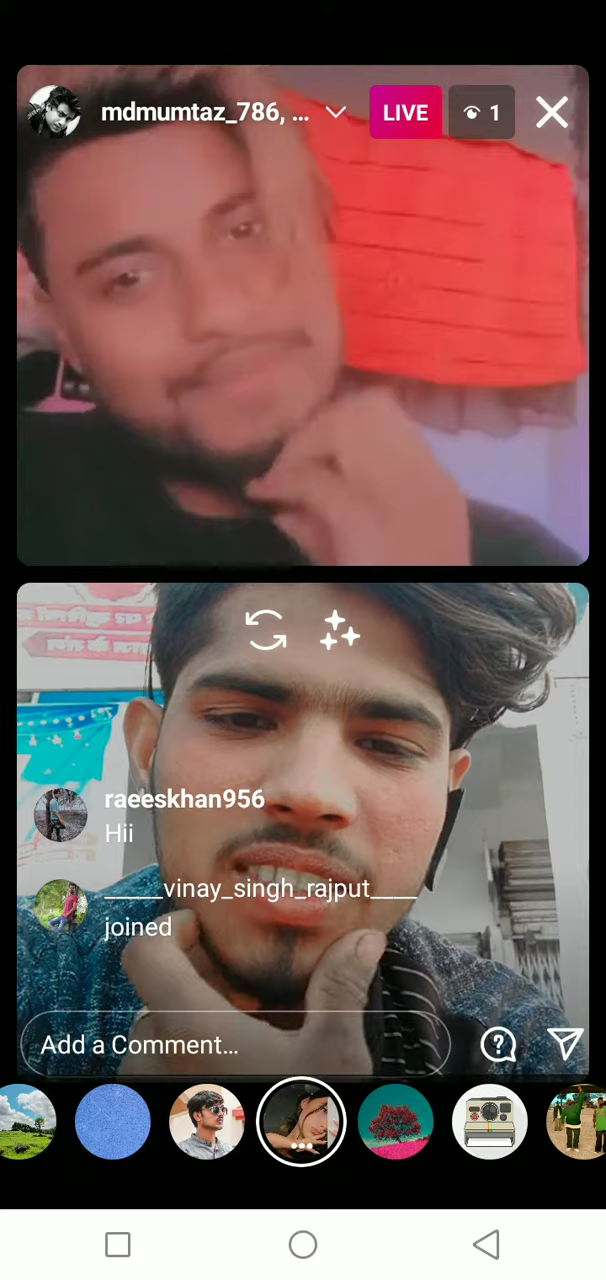 mdmumtaz_786, ...
LIVE
1
raeeskhan956
Hii
_____vinay_singh_rajput____
joined
Add a Comment...